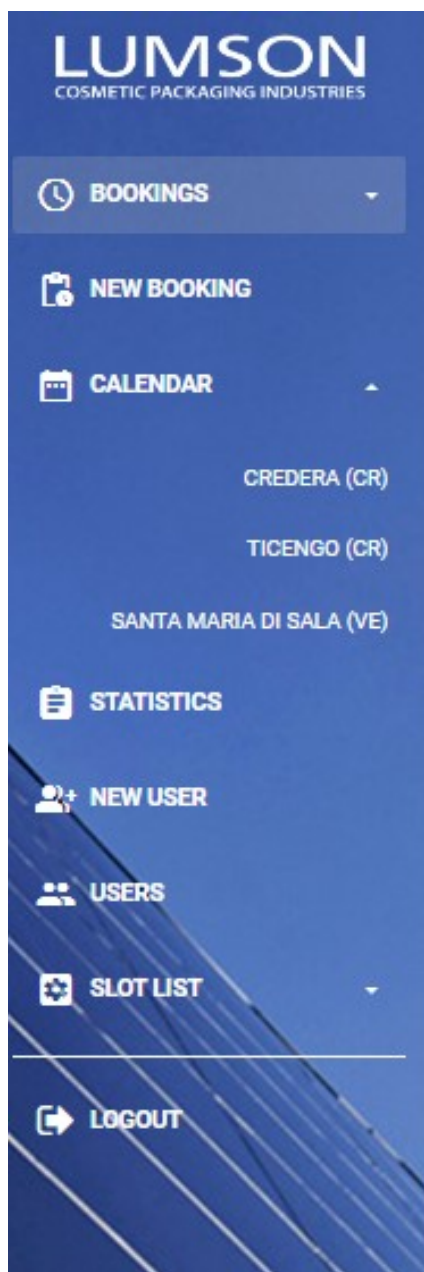 LUMSON
COSMETIC PACKAGING INDUSTRIES
BOOKINGS
NEW BOOKING
CALENDAR
CREDERA (CR)
TICENGO (CR)
SANTA MARIA DI SALA (VE)
STATISTICS
NEW USER
USERS
SLOT LIST
LOGOUT